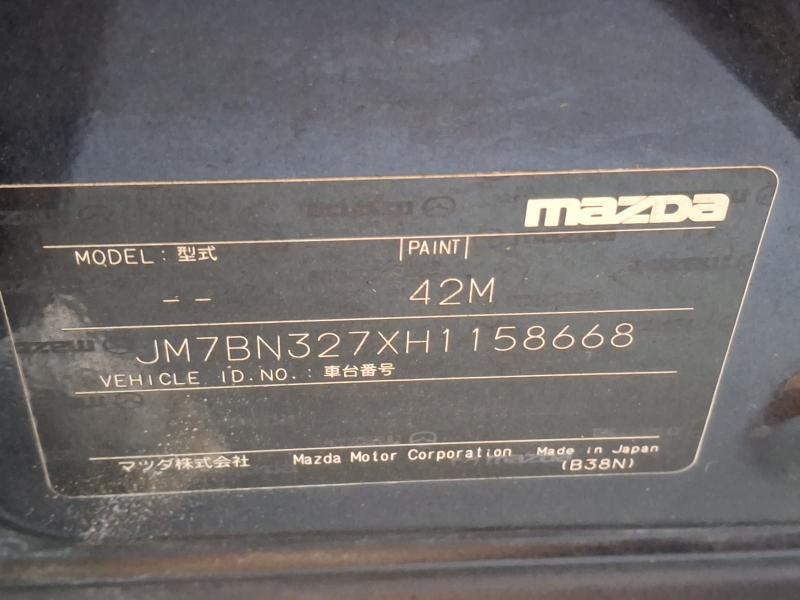 mazda
MODEL : 型式
PAINT
-- 42M
JM7BN327XH1158668
VEHICLE ID.NO. : 車台番号
マツダ株式会社 Mazda Motor Corporation Made in Japan
(B38N)